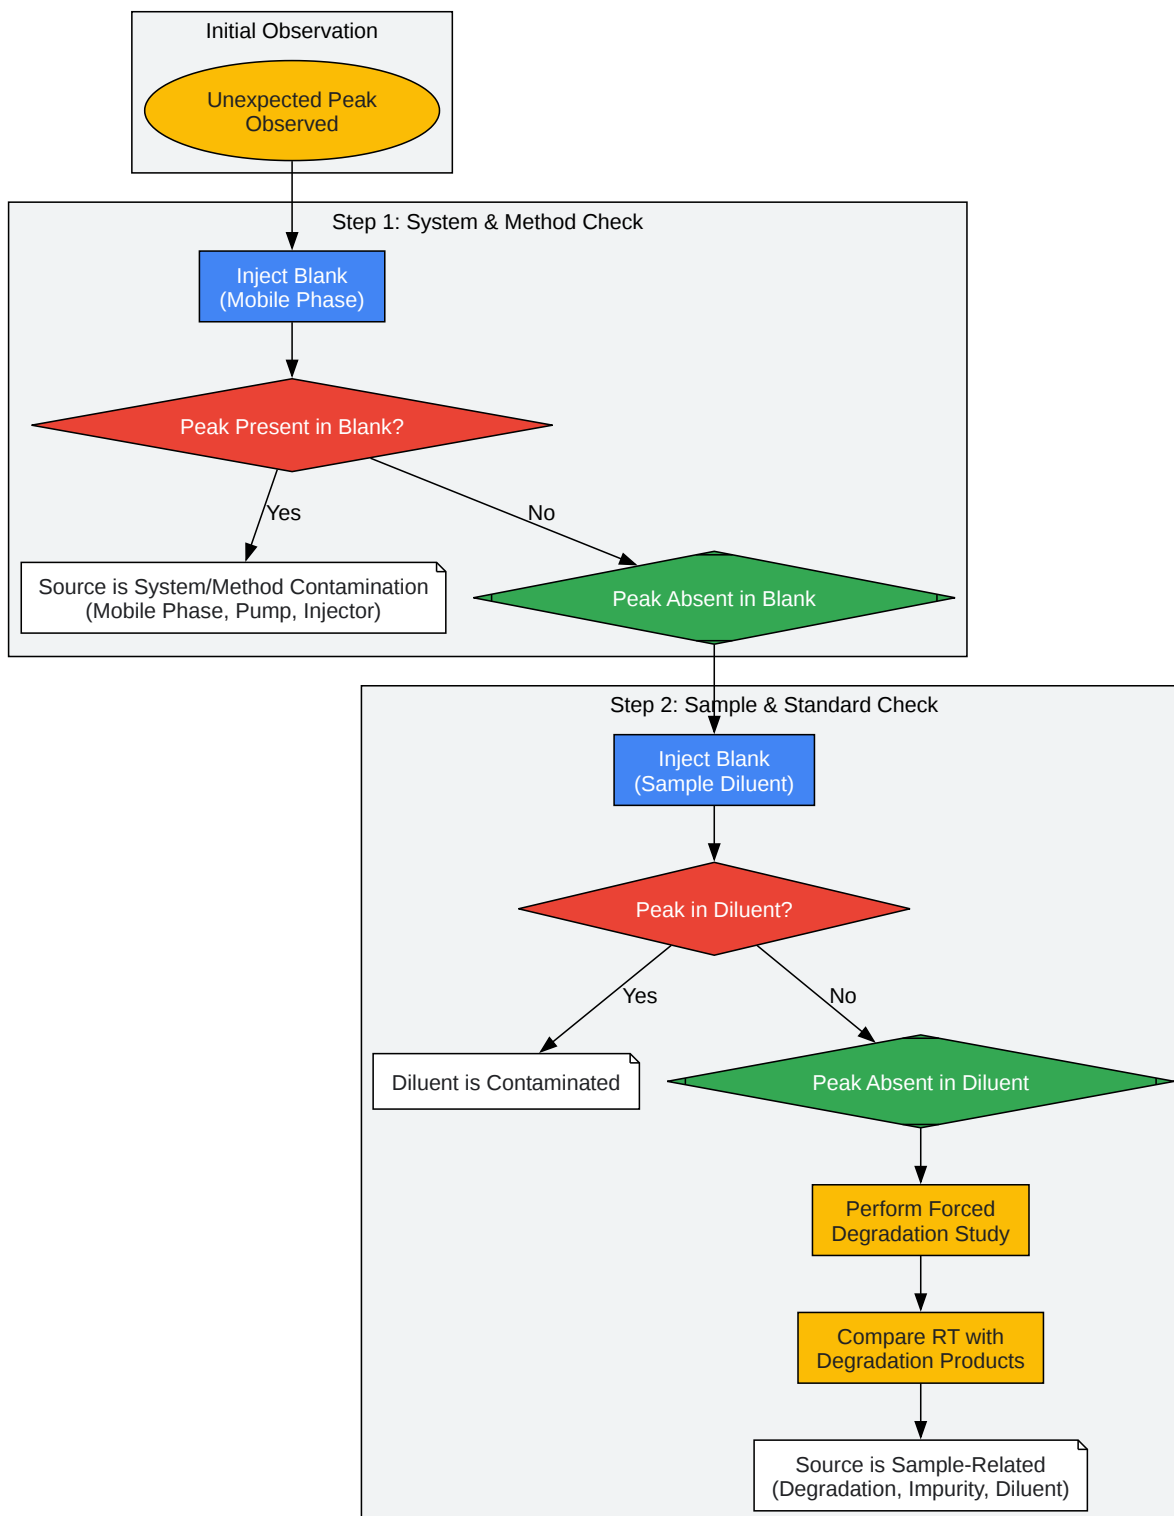 Initial Observation
Unexpected Peak
Observed
Step 1: System & Method Check
Inject Blank
(Mobile Phase)
Peak Present in Blank?
Yes
No
Source is System/Method Contamination
(Mobile Phase, Pump, Injector)
Peak Absent in Blank
Step 2: Sample & Standard Check
Inject Blank
(Sample Diluent)
Peak in Diluent?
Yes
No
Diluent is Contaminated
Peak Absent in Diluent
Perform Forced
Degradation Study
Compare RT with
Degradation Products
Source is Sample-Related
(Degradation, Impurity, Diluent)